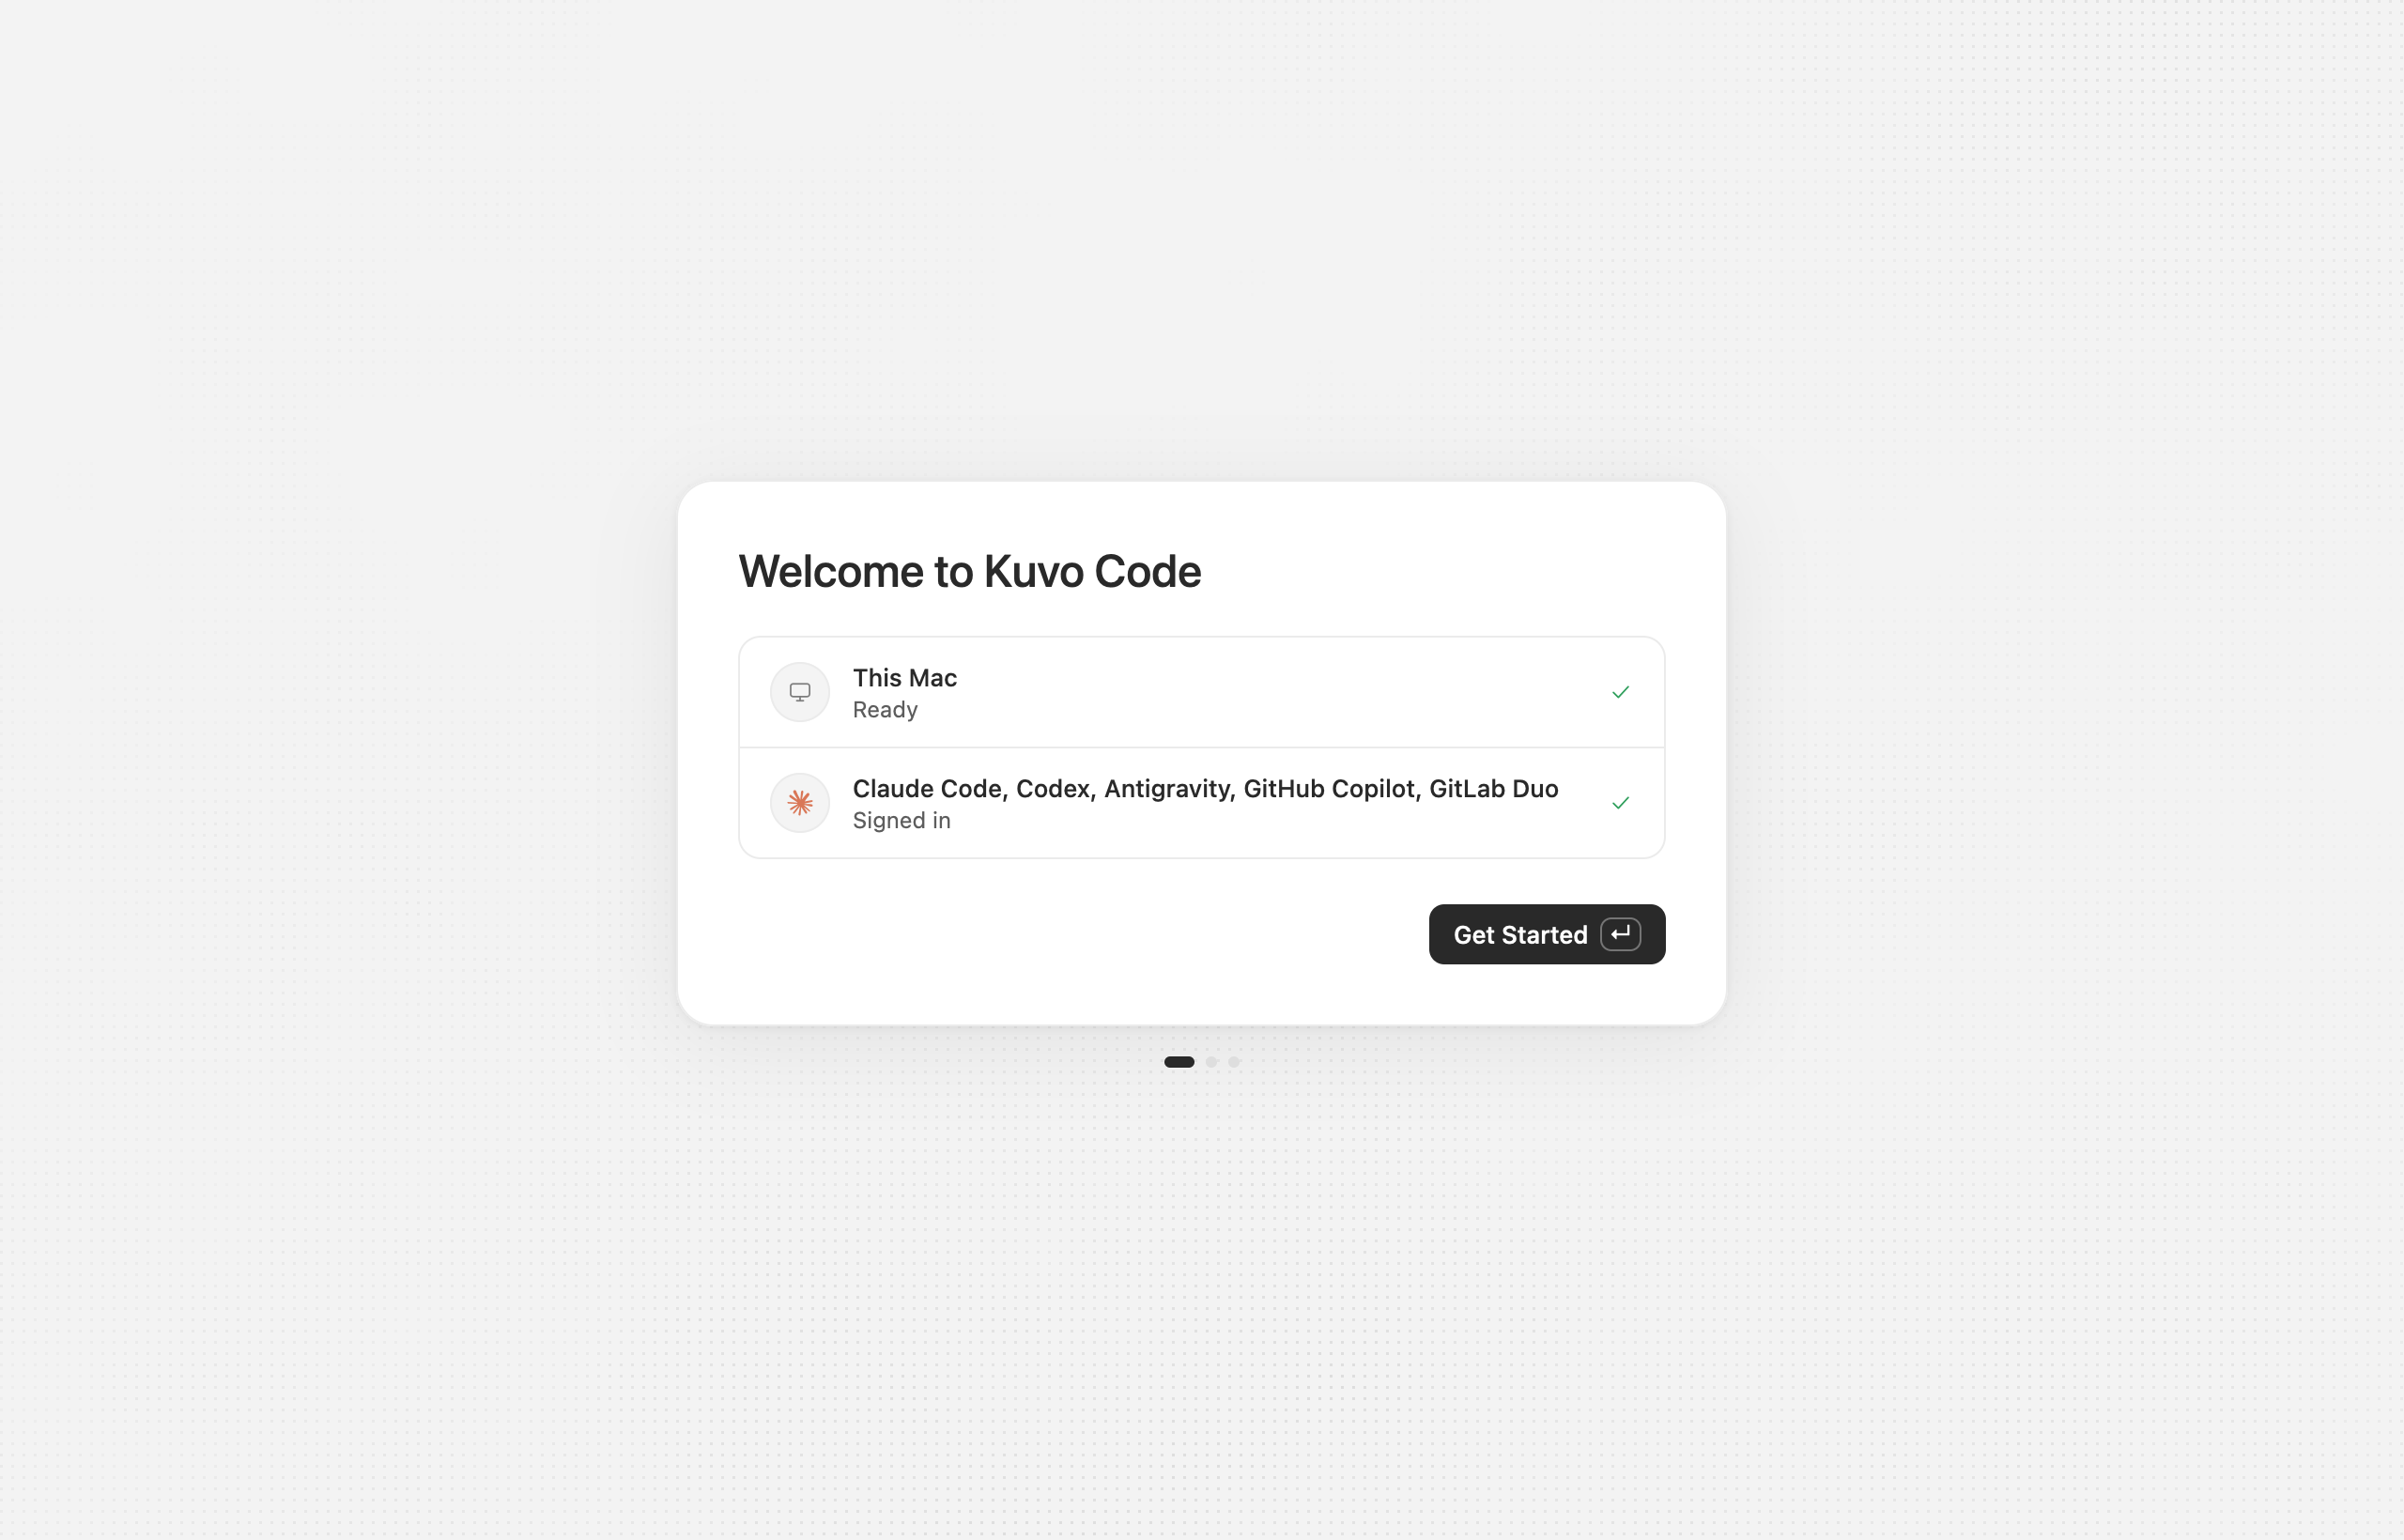 Welcome to Kuvo Code
This Mac
Ready
Claude Code, Codex, Antigravity, GitHub Copilot, GitLab Duo
Signed in
Get Started